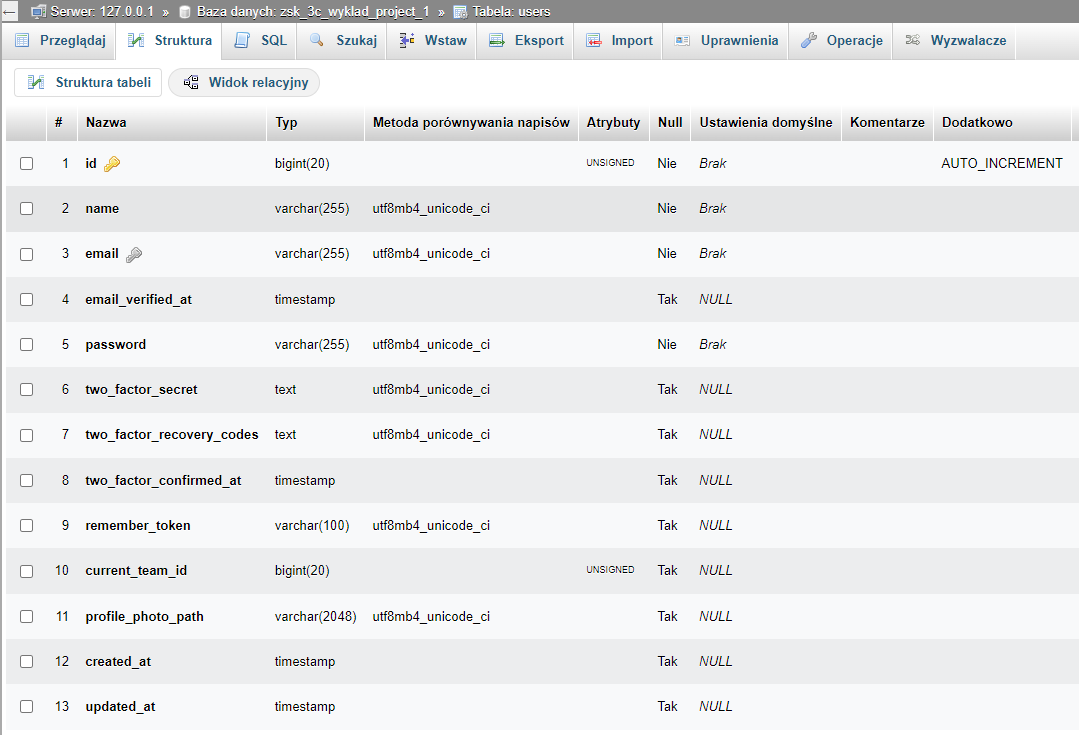 Serwer: 127.0.0.1 » Baza danych: zsk_3c_wyklad_project_1 » Tabela: users
Przeglądaj Struktura SQL Szukaj Wstaw Eksport Import Uprawnienia Operacje Wyzwalacze
Struktura tabeli Widok relacyjny
# Nazwa Typ Metoda porównywania napisów Atrybuty Null Ustawienia domyślne Komentarze Dodatkowo
1 id bigint(20) UNSIGNED Nie Brak AUTO_INCREMENT
2 name varchar(255) utf8mb4_unicode_ci Nie Brak
3 email varchar(255) utf8mb4_unicode_ci Nie Brak
4 email_verified_at timestamp Tak NULL
5 password varchar(255) utf8mb4_unicode_ci Nie Brak
6 two_factor_secret text utf8mb4_unicode_ci Tak NULL
7 two_factor_recovery_codes text utf8mb4_unicode_ci Tak NULL
8 two_factor_confirmed_at timestamp Tak NULL
9 remember_token varchar(100) utf8mb4_unicode_ci Tak NULL
10 current_team_id bigint(20) UNSIGNED Tak NULL
11 profile_photo_path varchar(2048) utf8mb4_unicode_ci Tak NULL
12 created_at timestamp Tak NULL
13 updated_at timestamp Tak NULL